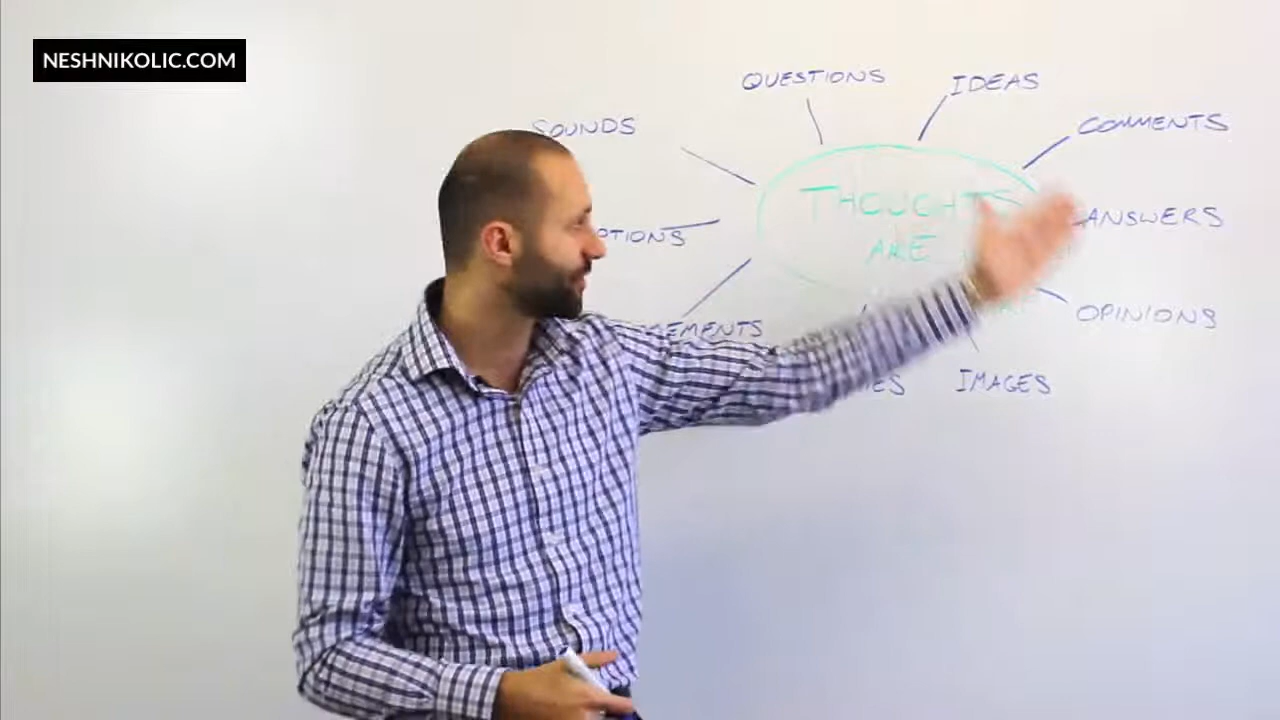 NESHNIKOLIC.COM
QUESTIONS
IDEAS
SOUNDS
COMMENTS
THOUGHTS
ARE
ANSWERS
OPINIONS
IMAGES